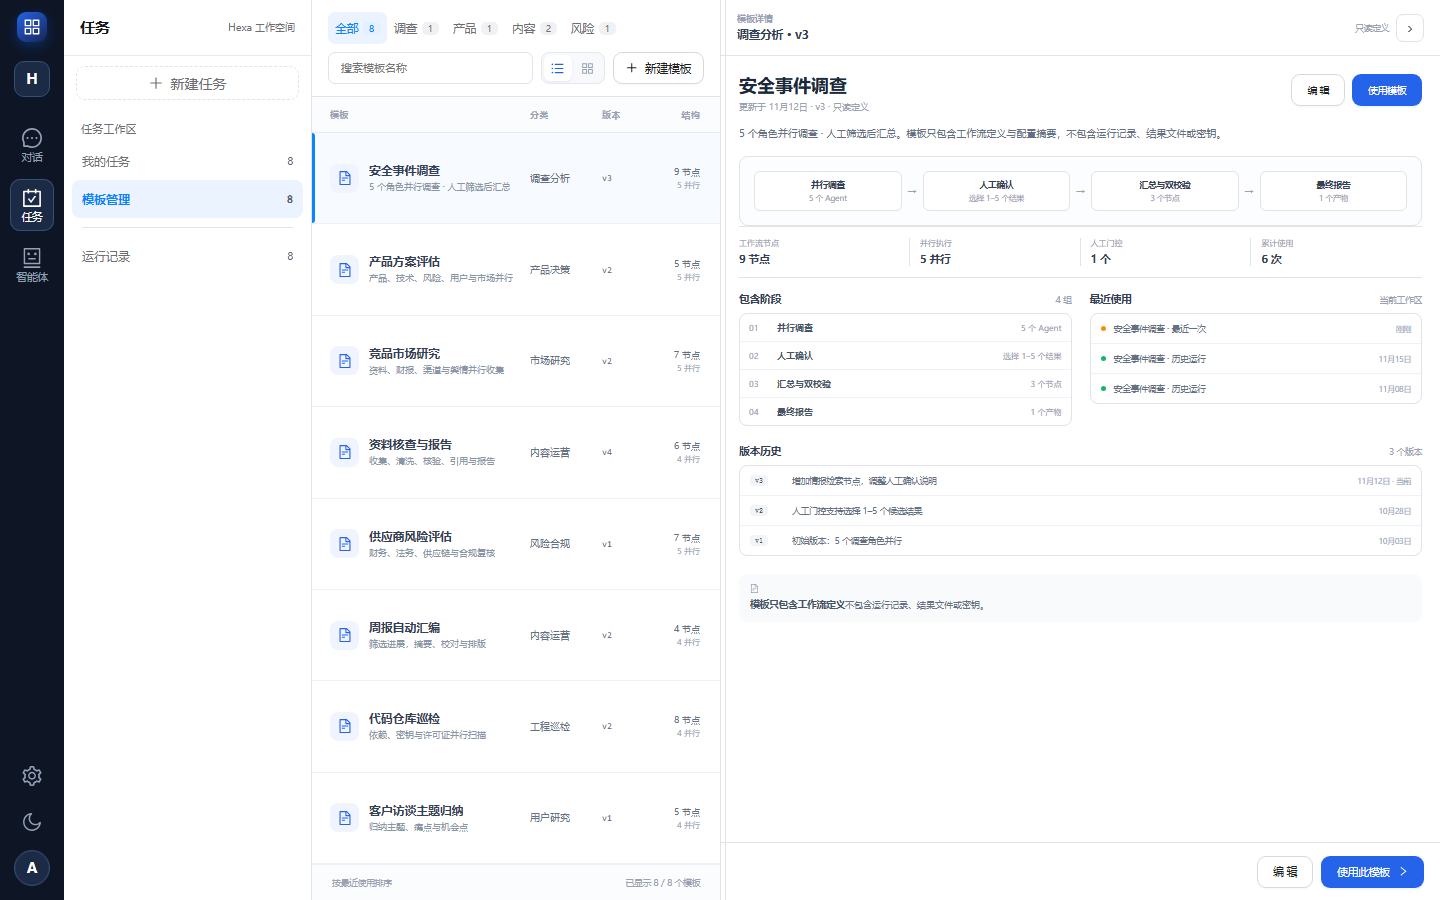 H
对话
任务
智能体
A
任务
Hexa 工作空间
新建任务
任务工作区
我的任务 8
模板管理 8
运行记录 8
全部 8 调查 1 产品 1 内容 2 风险 1
搜索模板名称
新建模板
模板 分类 版本 结构
安全事件调查
5 个角色并行调查 · 人工筛选后汇总
调查分析 v3
9 节点
5 并行
产品方案评估
产品、技术、风险、用户与市场并行
产品决策 v2
5 节点
5 并行
竞品市场研究
资料、财报、渠道与舆情并行收集
市场研究 v2
7 节点
5 并行
资料核查与报告
收集、清洗、核验、引用与报告
内容运营 v4
6 节点
4 并行
供应商风险评估
财务、法务、供应链与合规复核
风险合规 v1
7 节点
5 并行
周报自动汇编
筛选进展，摘要、校对与排版
内容运营 v2
4 节点
4 并行
代码仓库巡检
依赖、密钥与许可证并行扫描
工程巡检 v2
8 节点
4 并行
客户访谈主题归纳
归纳主题、痛点与机会点
用户研究 v1
5 节点
4 并行
按最近使用排序 已显示 8 / 8 个模板
模板详情
调查分析 • v3
只读定义
安全事件调查
更新于 11月12日 · v3 · 只读定义
编 辑 使用模板
5 个角色并行调查 · 人工筛选后汇总。模板只包含工作流定义与配置摘要，不包含运行记录、结果文件或密钥。
并行调查
5 个 Agent
→
人工确认
选择 1–5 个结果
→
汇总与双校验
3 个节点
→
最终报告
1 个产物
工作流节点
9 节点
并行执行
5 并行
人工门控
1 个
累计使用
6 次
包含阶段 4 组
01 并行调查 5 个 Agent
02 人工确认 选择 1–5 个结果
03 汇总与双校验 3 个节点
04 最终报告 1 个产物
最近使用 当前工作区
安全事件调查 · 最近一次 刚刚
安全事件调查 · 历史运行 11月15日
安全事件调查 · 历史运行 11月08日
版本历史 3 个版本
v3 增加情报检索节点，调整人工确认说明 11月12日 · 当前
v2 人工门控支持选择 1–5 个候选结果 10月28日
v1 初始版本：5 个调查角色并行 10月03日
模板只包含工作流定义不包含运行记录、结果文件或密钥。
编 辑 使用此模板